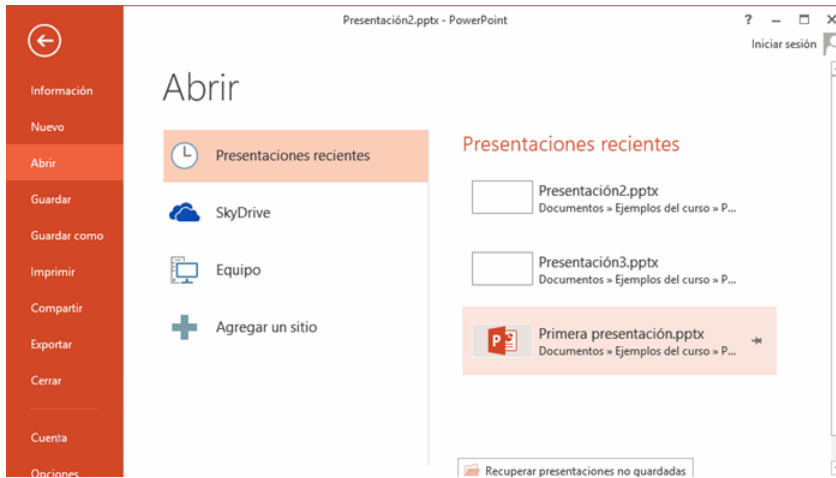 Presentación2.pptx - PowerPoint
?
Iniciar sesión
Información
Nuevo
Abrir
Guardar
Guardar como
Imprimir
Compartir
Exportar
Cerrar
Cuenta
Opciones
Abrir
Presentaciones recientes
SkyDrive
Equipo
Agregar un sitio
Presentaciones recientes
Presentación2.pptx
Documentos » Ejemplos del curso » P...
Presentación3.pptx
Documentos » Ejemplos del curso » P...
P
Primera presentación.pptx
Documentos » Ejemplos del curso » P...
Recuperar presentaciones no guardadas